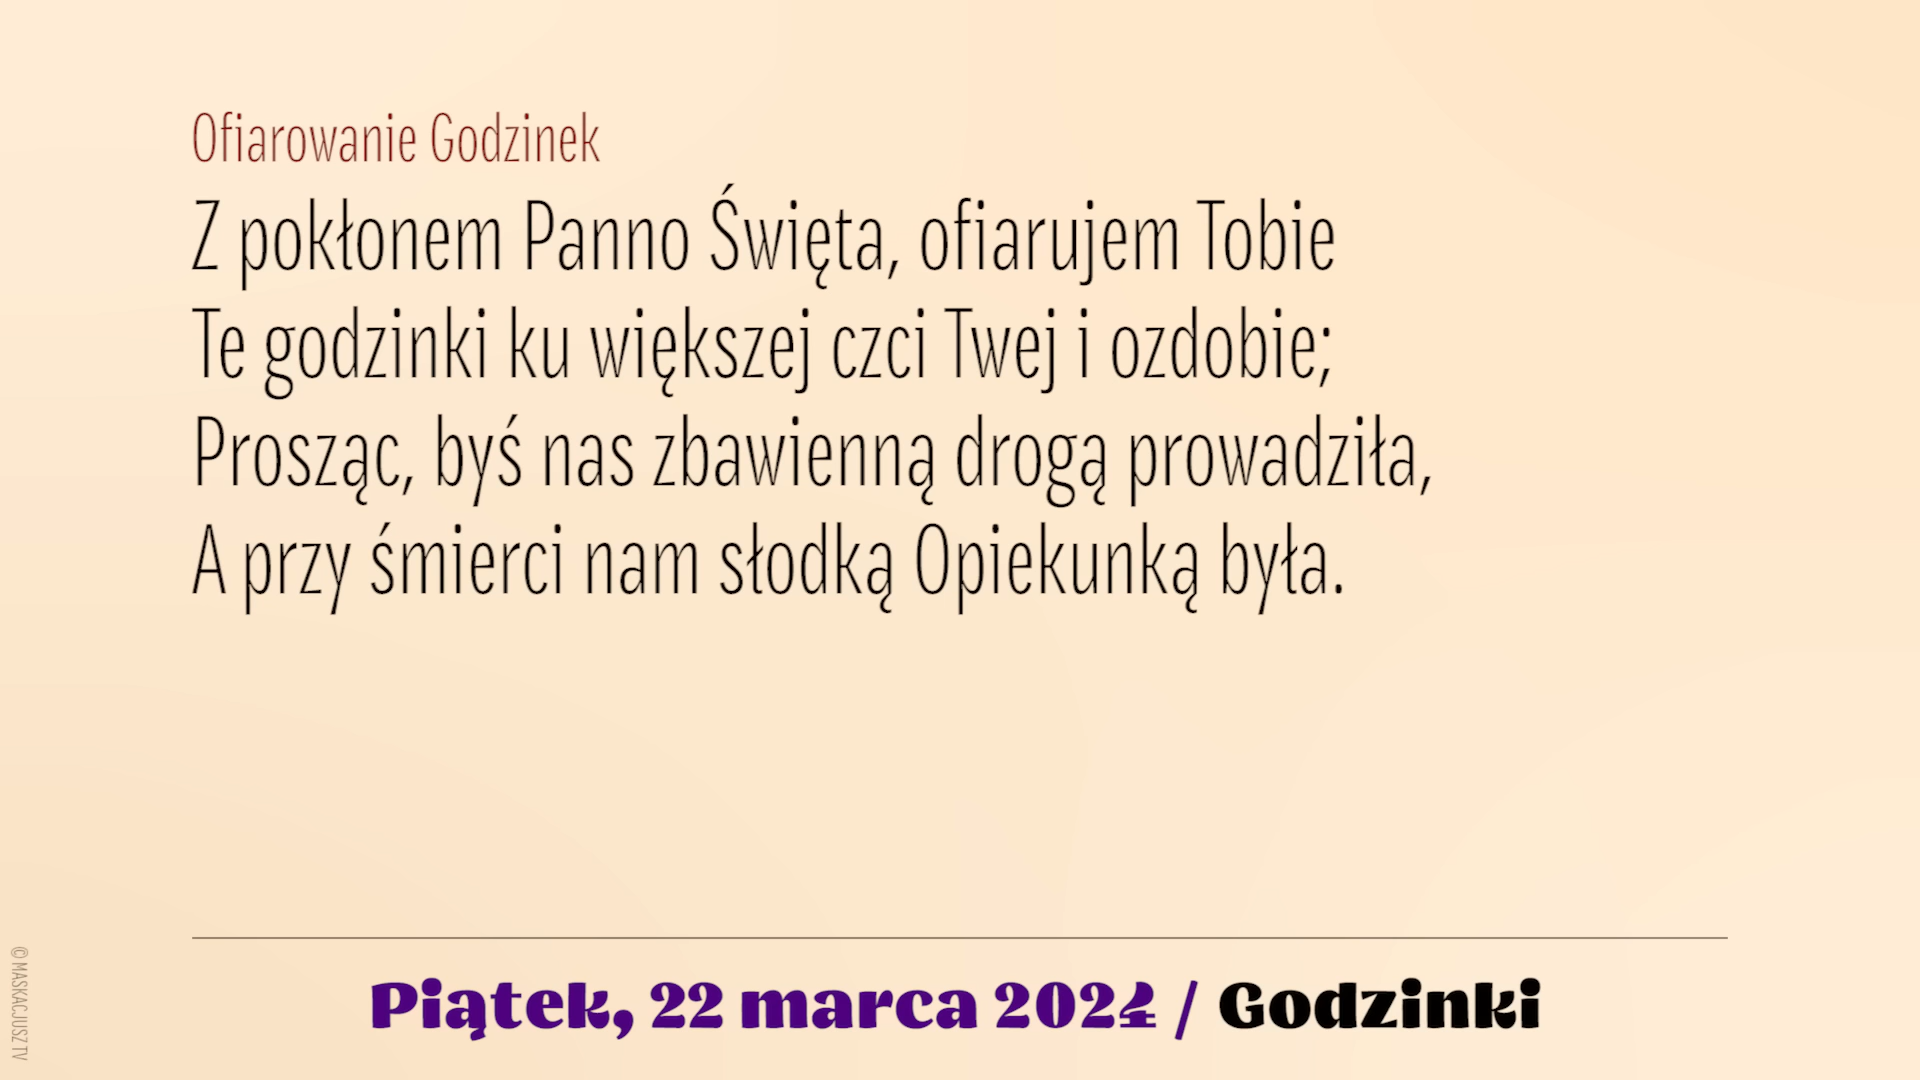 Ofiarowanie Godzinek
Z pokłonem Panno Święta, ofiarujem Tobie
Te godzinki ku większej czci Twej i ozdobie;
Prosząc, byś nas zbawienną drogą prowadziła,
A przy śmierci nam słodką Opiekunką była.
Piątek, 22 marca 2024 / Godzinki
© MASKACJUSZ TV